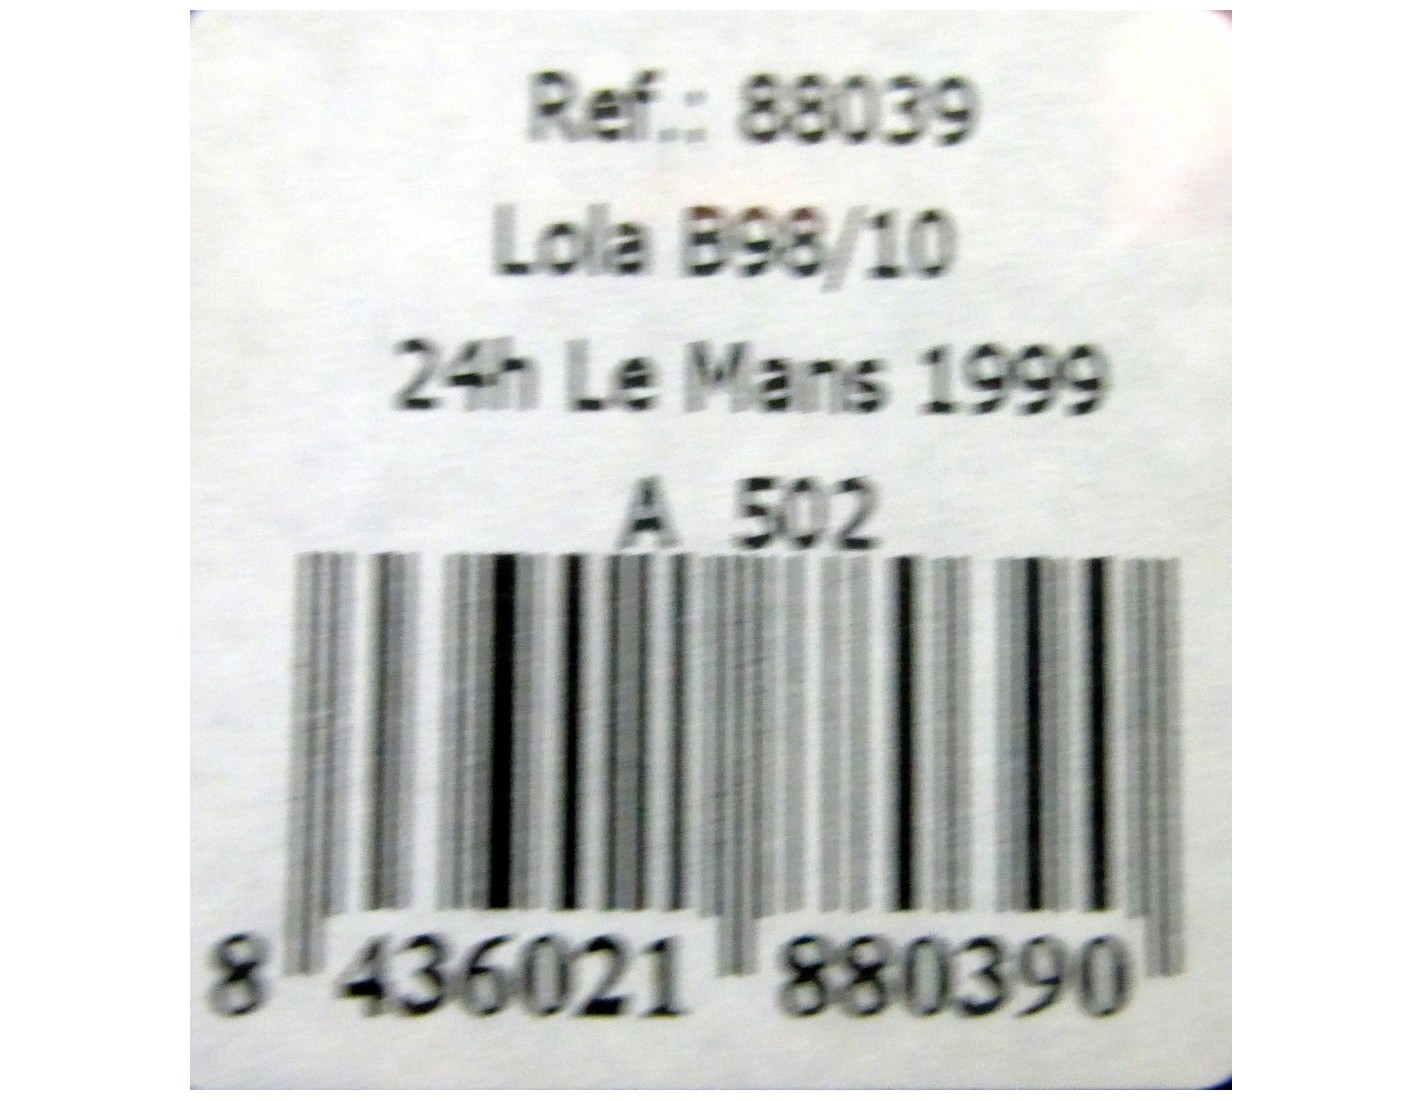 Ref.: 88039
Lola B98/10
24h Le Mans 1999
A 502
8 436021 880390